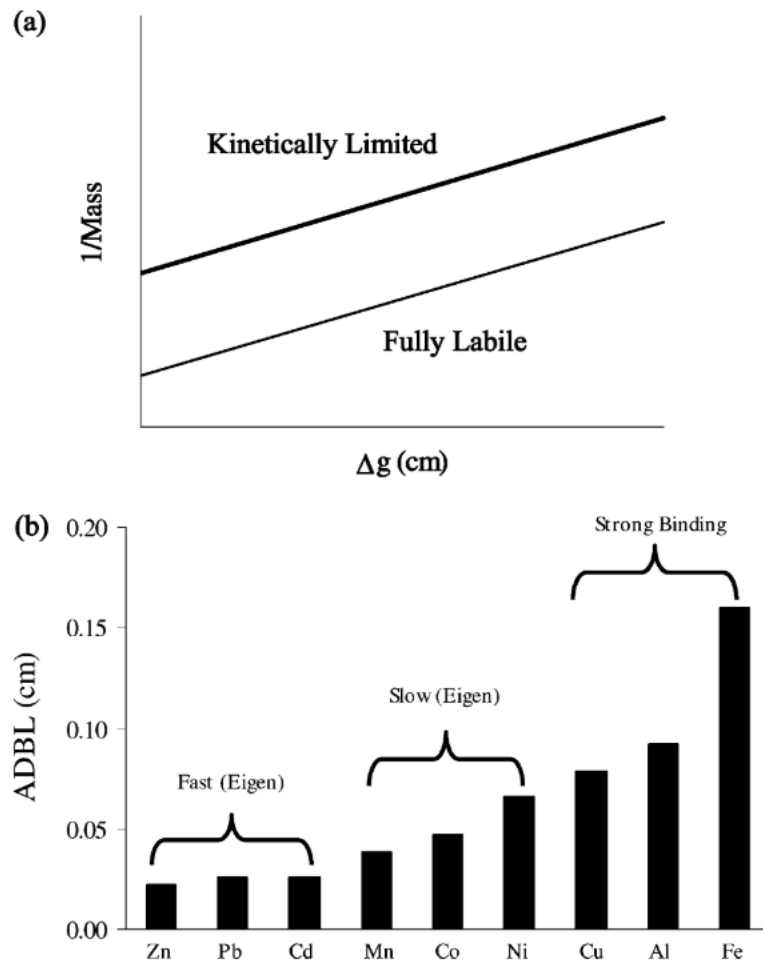 (a)
Kinetically Limited
1/Mass
Fully Labile
Δg (cm)
(b)
0.20
Strong Binding
0.15
ADBL (cm)
Slow (Eigen)
0.10
Fast (Eigen)
0.05
0.00
Zn Pb Cd Mn Co Ni Cu Al Fe